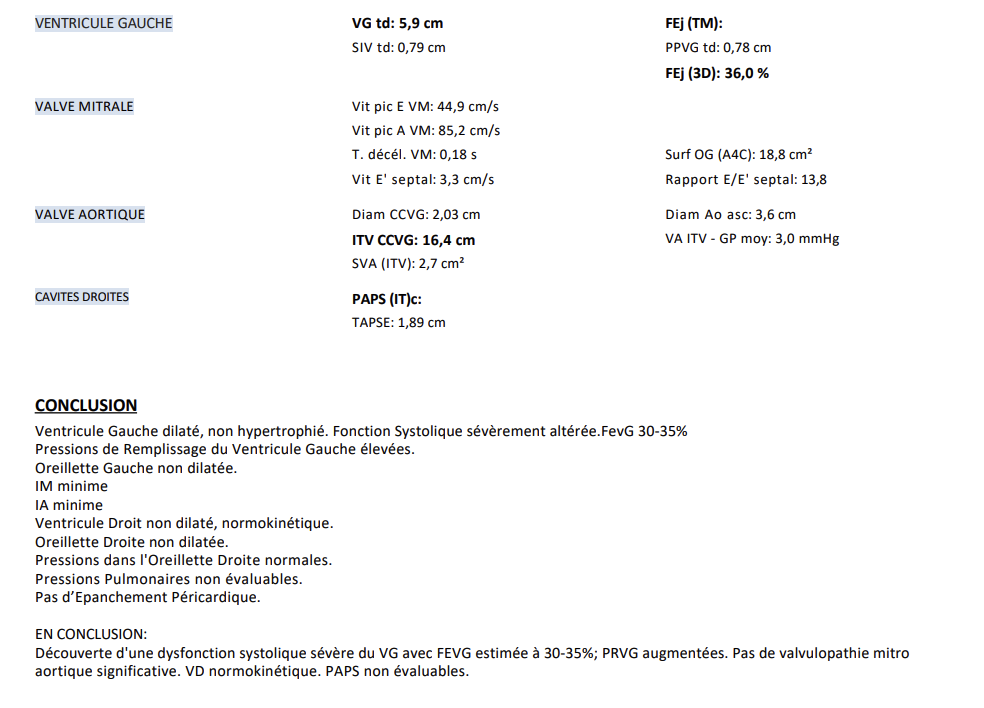 VENTRICULE GAUCHE VG td: 5,9 cm FEj (TM):
SIV td: 0,79 cm PPVG td: 0,78 cm
FEj (3D): 36,0 %
VALVE MITRALE Vit pic E VM: 44,9 cm/s
Vit pic A VM: 85,2 cm/s
T. décél. VM: 0,18 s Surf OG (A4C): 18,8 cm²
Vit E' septal: 3,3 cm/s Rapport E/E' septal: 13,8
VALVE AORTIQUE Diam CCVG: 2,03 cm Diam Ao asc: 3,6 cm
ITV CCVG: 16,4 cm VA ITV - GP moy: 3,0 mmHg
SVA (ITV): 2,7 cm²
CAVITES DROITES PAPS (IT)c:
TAPSE: 1,89 cm
CONCLUSION
Ventricule Gauche dilaté, non hypertrophié. Fonction Systolique sévèrement altérée.FevG 30-35%
Pressions de Remplissage du Ventricule Gauche élevées.
Oreillette Gauche non dilatée.
IM minime
IA minime
Ventricule Droit non dilaté, normokinétique.
Oreillette Droite non dilatée.
Pressions dans l'Oreillette Droite normales.
Pressions Pulmonaires non évaluables.
Pas d’Epanchement Péricardique.
EN CONCLUSION:
Découverte d'une dysfonction systolique sévère du VG avec FEVG estimée à 30-35%; PRVG augmentées. Pas de valvulopathie mitro
aortique significative. VD normokinétique. PAPS non évaluables.